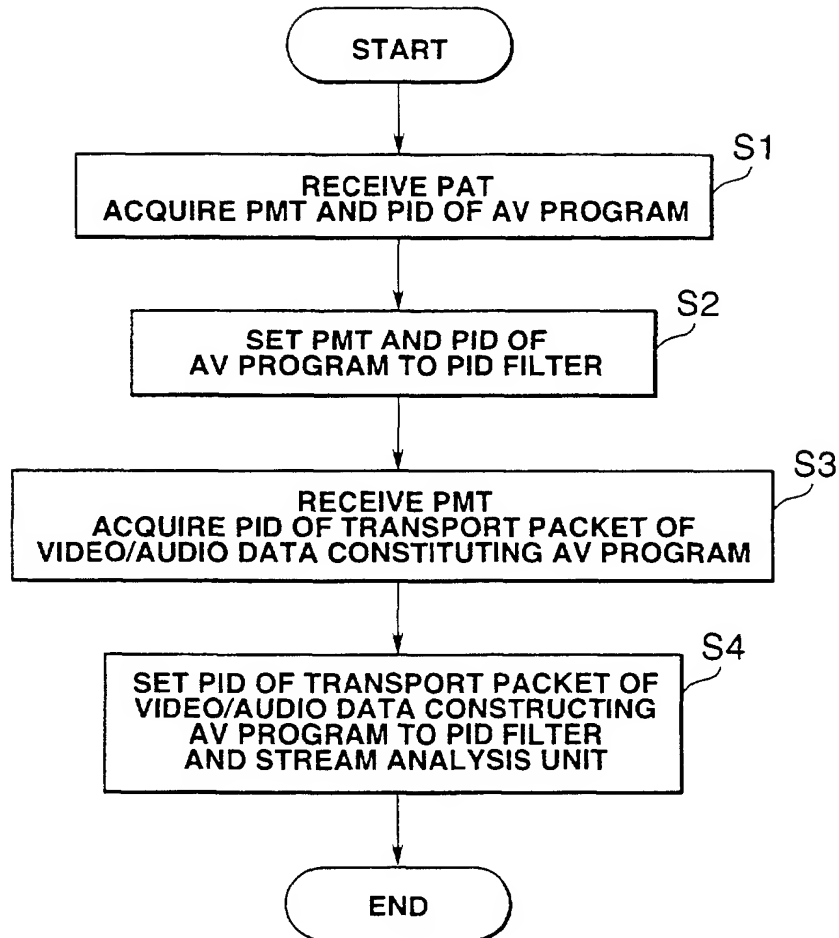 START
S1
RECEIVE PAT
ACQUIRE PMT AND PID OF AV PROGRAM
S2
SET PMT AND PID OF
AV PROGRAM TO PID FILTER
S3
RECEIVE PMT
ACQUIRE PID OF TRANSPORT PACKET OF
VIDEO/AUDIO DATA CONSTITUTING AV PROGRAM
S4
SET PID OF TRANSPORT PACKET OF
VIDEO/AUDIO DATA CONSTRUCTING
AV PROGRAM TO PID FILTER
AND STREAM ANALYSIS UNIT
END